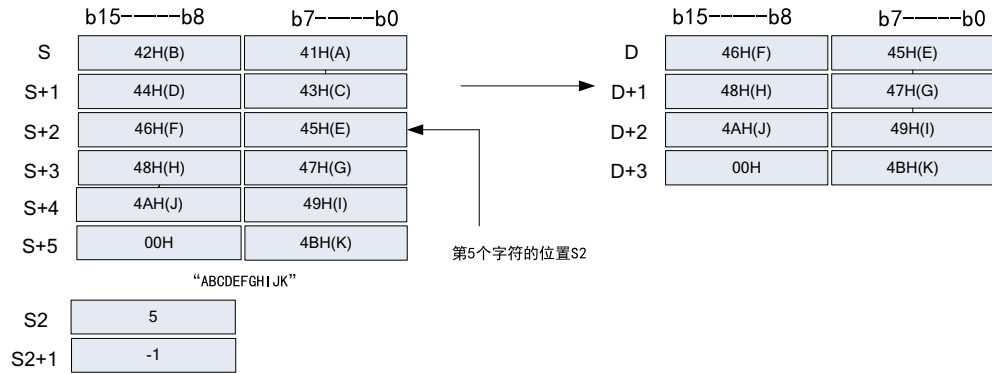 b15-----b8 b7-----b0 b15-----b8 b7-----b0
S 42H(B) 41H(A) D 46H(F) 45H(E)
S+1 44H(D) 43H(C) D+1 48H(H) 47H(G)
S+2 46H(F) 45H(E) D+2 4AH(J) 49H(I)
S+3 48H(H) 47H(G) D+3 00H 4BH(K)
S+4 4AH(J) 49H(I)
S+5 00H 4BH(K) 第5个字符的位置S2
“ABCDEFGHIJK”
S2 5
S2+1 -1